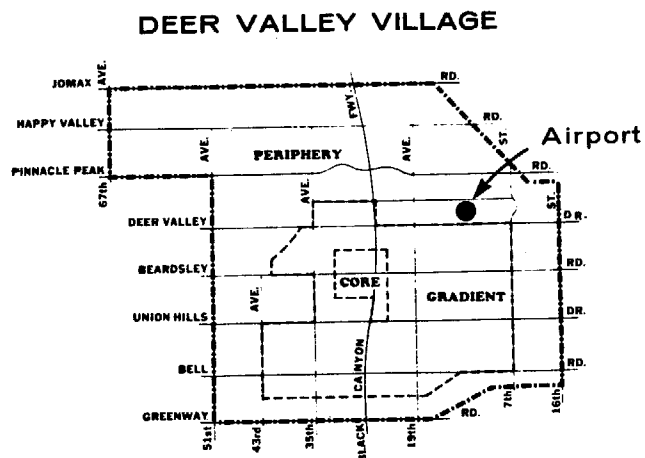 DEER VALLEY VILLAGE
JOMAX
AVE.
RD.
HAPPY VALLEY
FWY.
RD.
ST.
Airport
AVE.
PERIPHERY
AVE.
PINNACLE PEAK
RD.
67th
AVE.
ST.
DEER VALLEY
DR.
BEARDSLEY
RD.
CORE
AVE.
GRADIENT
UNION HILLS
DR.
BELL
CANYON
RD.
GREENWAY
RD.
51st
43rd
35th
BLACK
19th
7th
16th